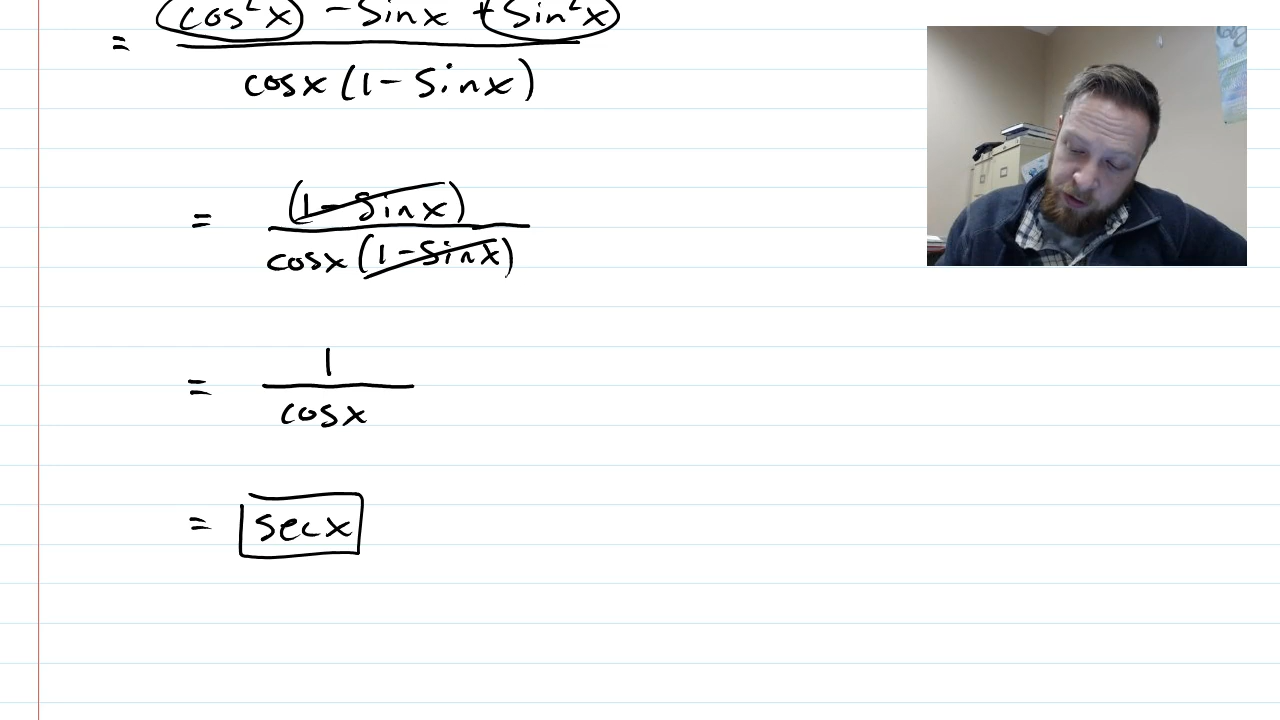 = cos²x - sinx + sin²x
cosx (1 - sinx)
= (1 - sinx)
cosx (1 - sinx)
= 1
cosx
= secx